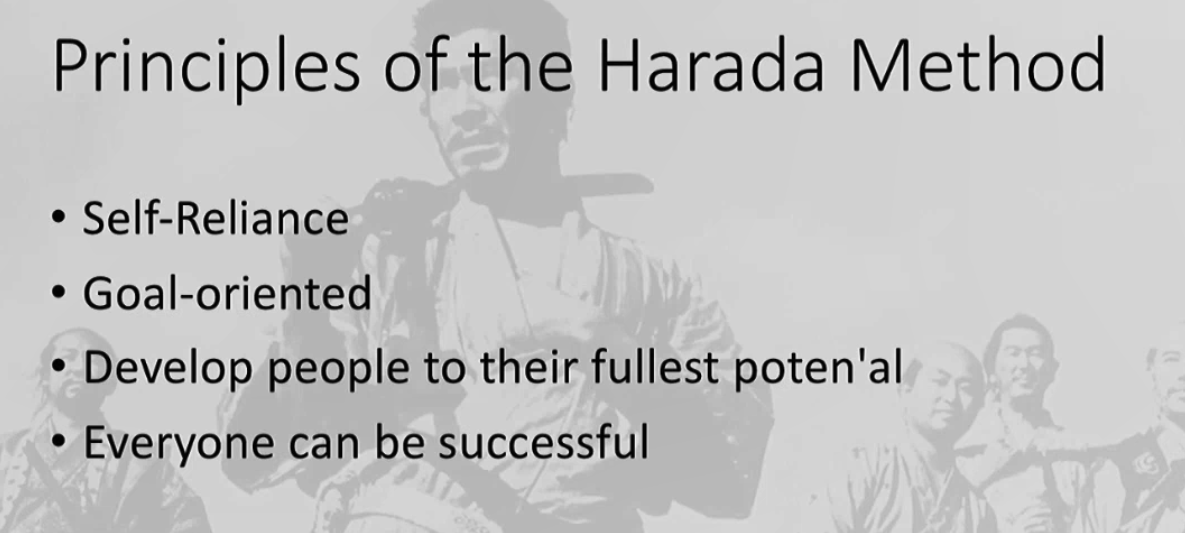 Principles of the Harada Method
• Self-Reliance
• Goal-oriented
• Develop people to their fullest poten'al
• Everyone can be successful